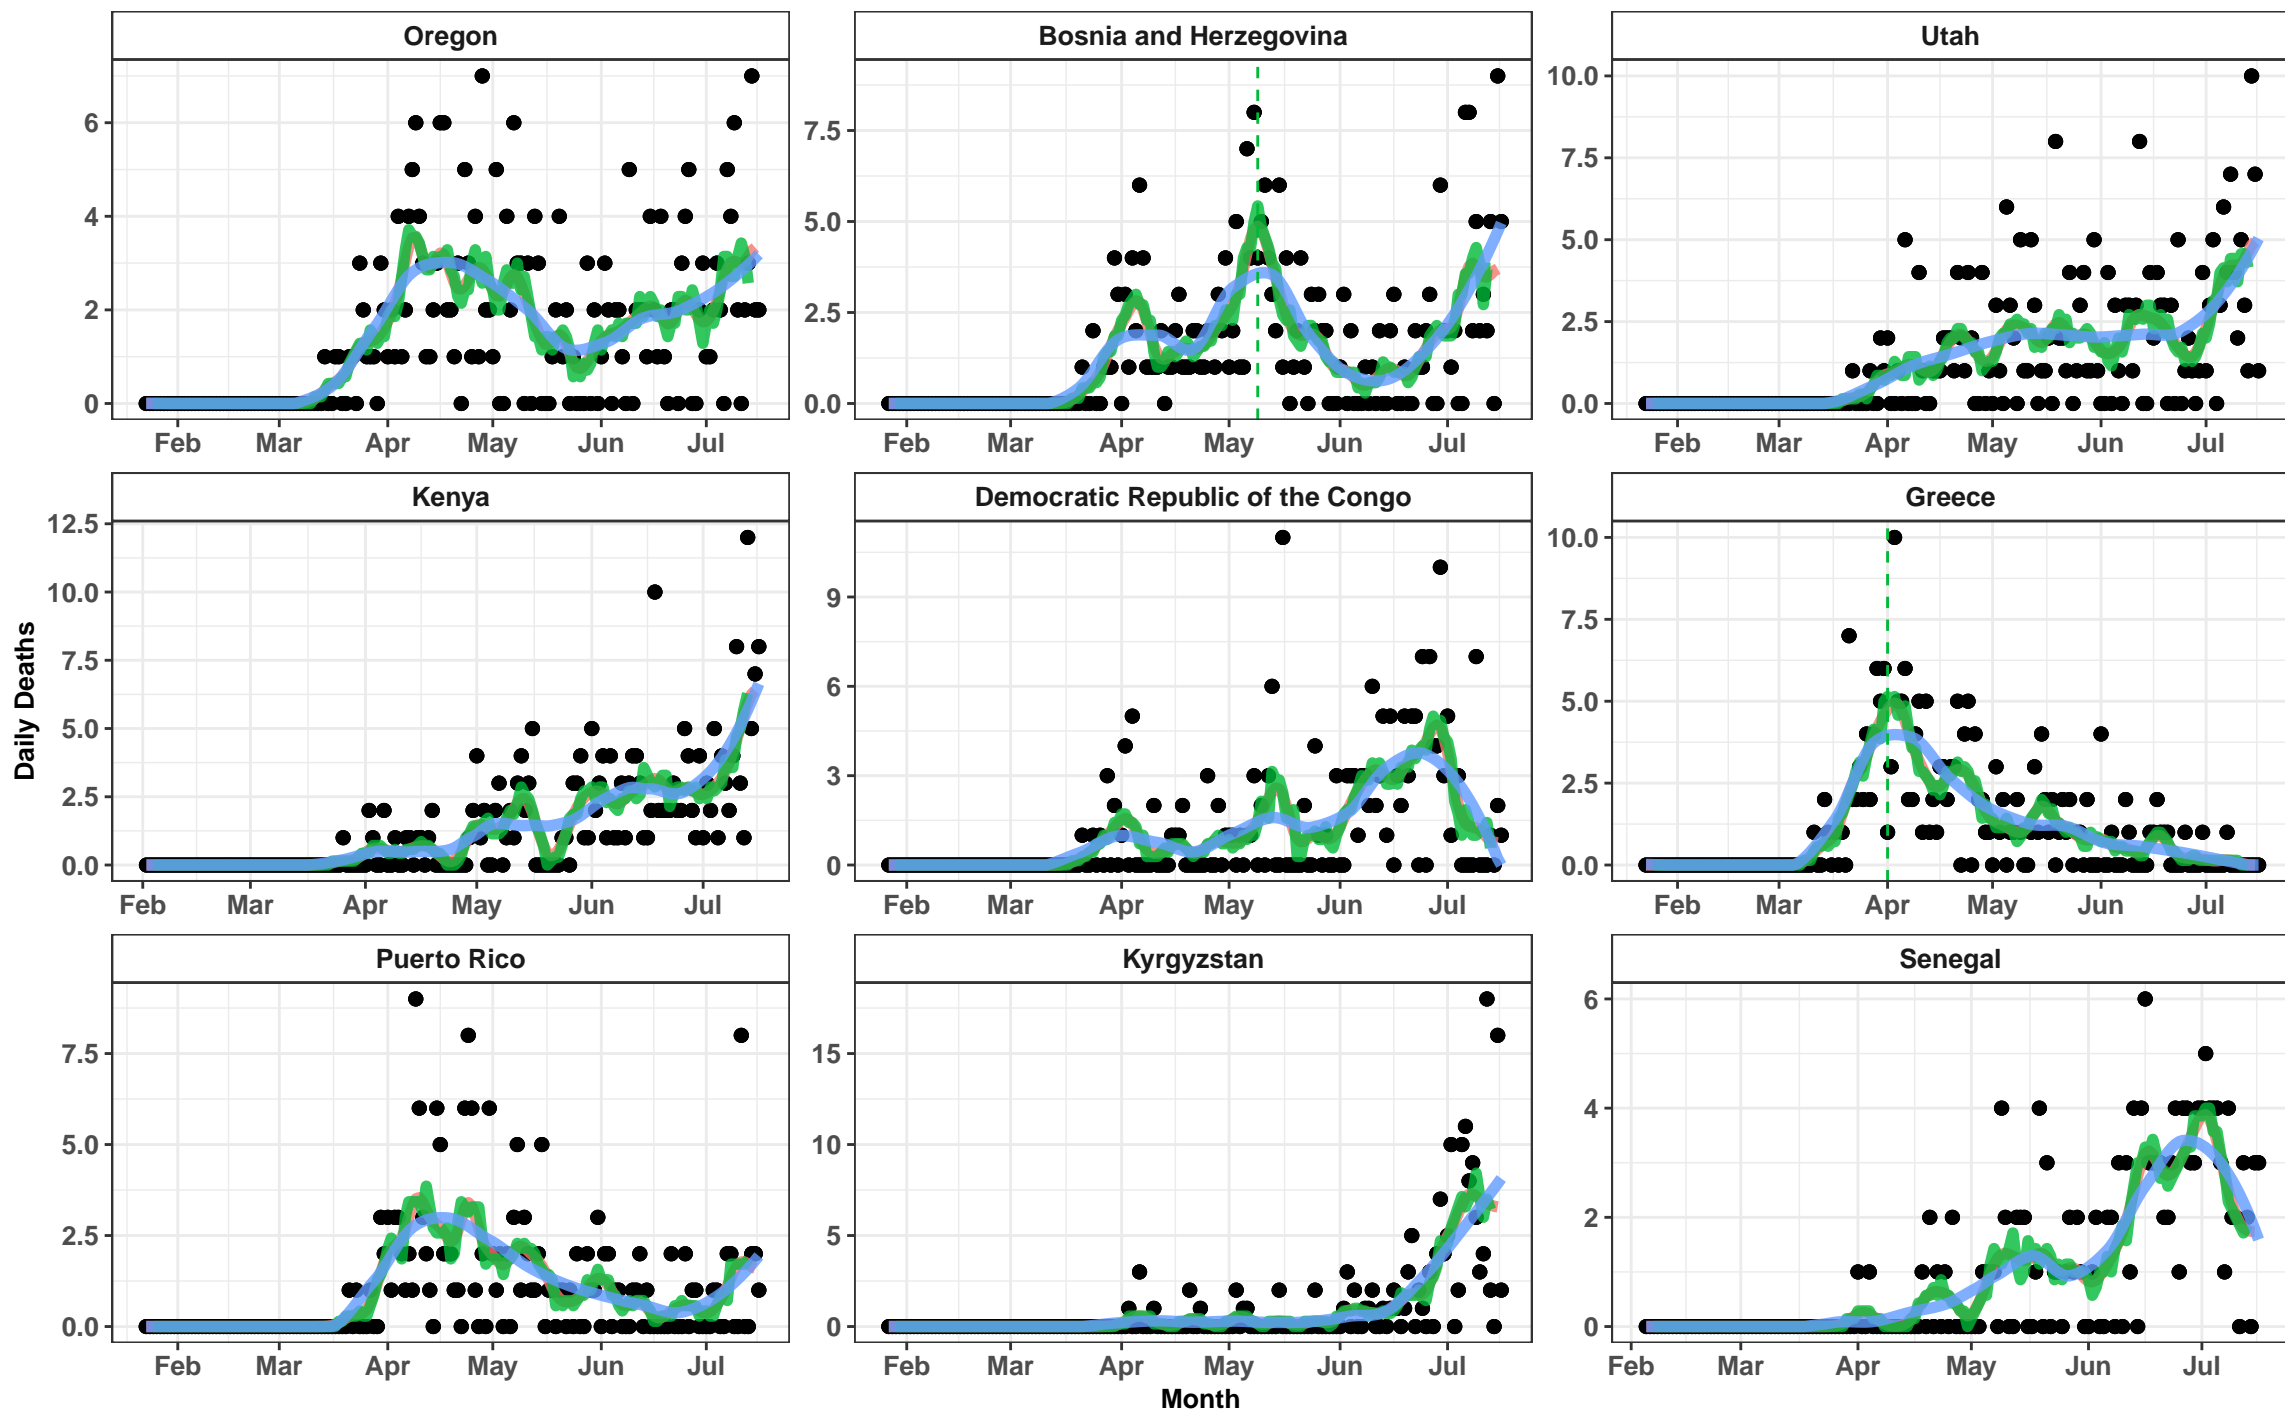 Oregon
Bosnia and Herzegovina
Utah
6
4
2
0
7.5
5.0
2.5
0.0
10.0
7.5
5.0
2.5
0.0
Feb Mar Apr May Jun Jul
Feb Mar Apr May Jun Jul
Feb Mar Apr May Jun Jul
Kenya
Democratic Republic of the Congo
Greece
Daily Deaths
12.5
10.0
7.5
5.0
2.5
0.0
9
6
3
0
10.0
7.5
5.0
2.5
0.0
Feb Mar Apr May Jun Jul
Feb Mar Apr May Jun Jul
Feb Mar Apr May Jun Jul
Puerto Rico
Kyrgyzstan
Senegal
7.5
5.0
2.5
0.0
15
10
5
0
6
4
2
0
Feb Mar Apr May Jun Jul
Feb Mar Apr May Jun Jul
Feb Mar Apr May Jun Jul
Month